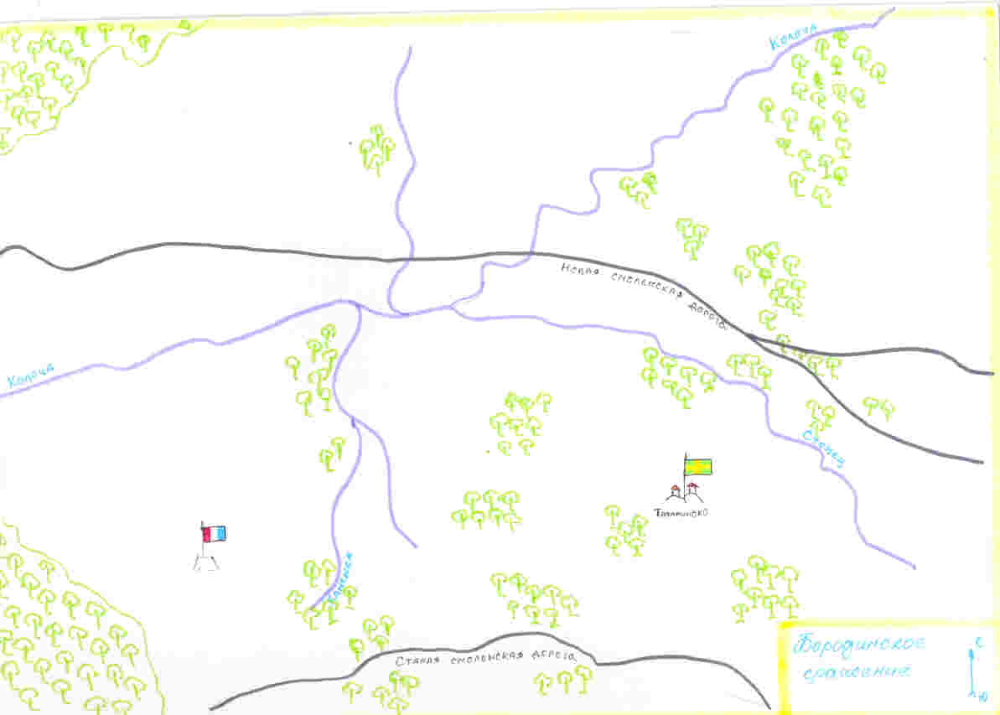 Колоча
Новая смоленская дорога
Колоча
Стонец
Татариново
Каменка
Старая смоленская дорога
Бородинское
сражение
С
Ю